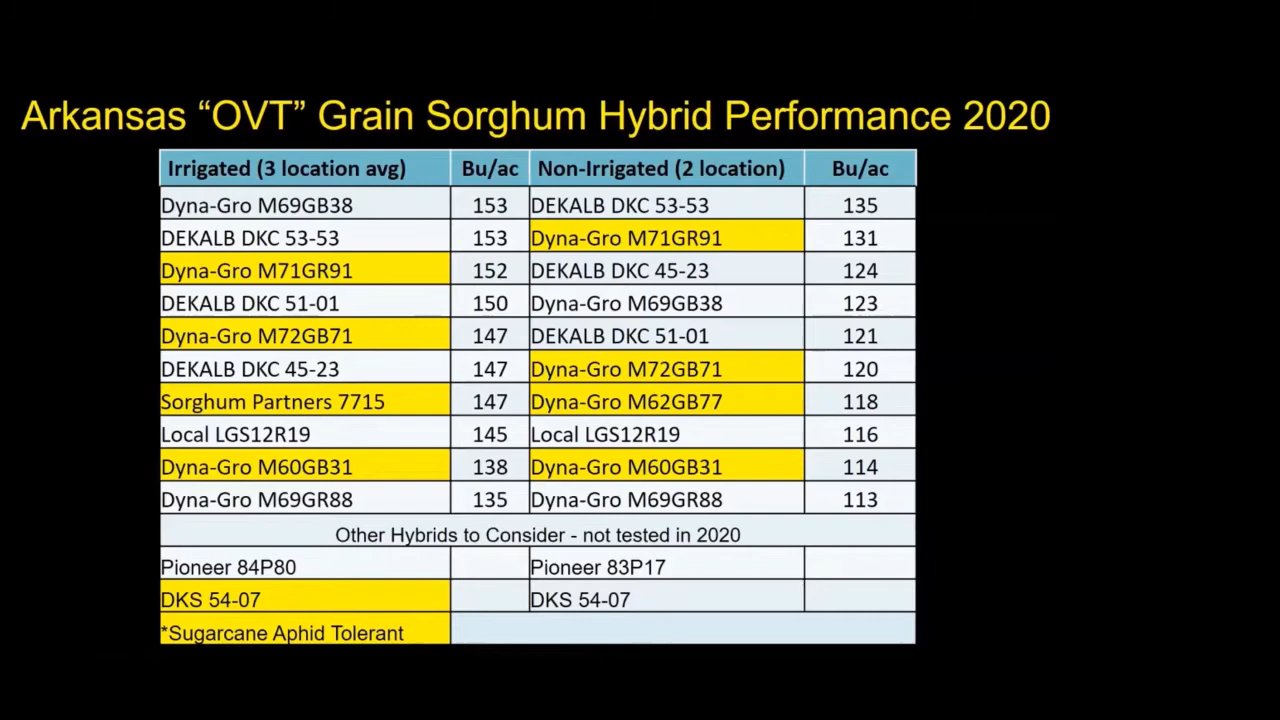 Arkansas “OVT” Grain Sorghum Hybrid Performance 2020
Irrigated (3 location avg) Bu/ac Non-Irrigated (2 location) Bu/ac
Dyna-Gro M69GB38 153 DEKALB DKC 53-53 135
DEKALB DKC 53-53 153 Dyna-Gro M71GR91 131
Dyna-Gro M71GR91 152 DEKALB DKC 45-23 124
DEKALB DKC 51-01 150 Dyna-Gro M69GB38 123
Dyna-Gro M72GB71 147 DEKALB DKC 51-01 121
DEKALB DKC 45-23 147 Dyna-Gro M72GB71 120
Sorghum Partners 7715 147 Dyna-Gro M62GB77 118
Local LGS12R19 145 Local LGS12R19 116
Dyna-Gro M60GB31 138 Dyna-Gro M60GB31 114
Dyna-Gro M69GR88 135 Dyna-Gro M69GR88 113
Other Hybrids to Consider - not tested in 2020
Pioneer 84P80 Pioneer 83P17
DKS 54-07 DKS 54-07
*Sugarcane Aphid Tolerant